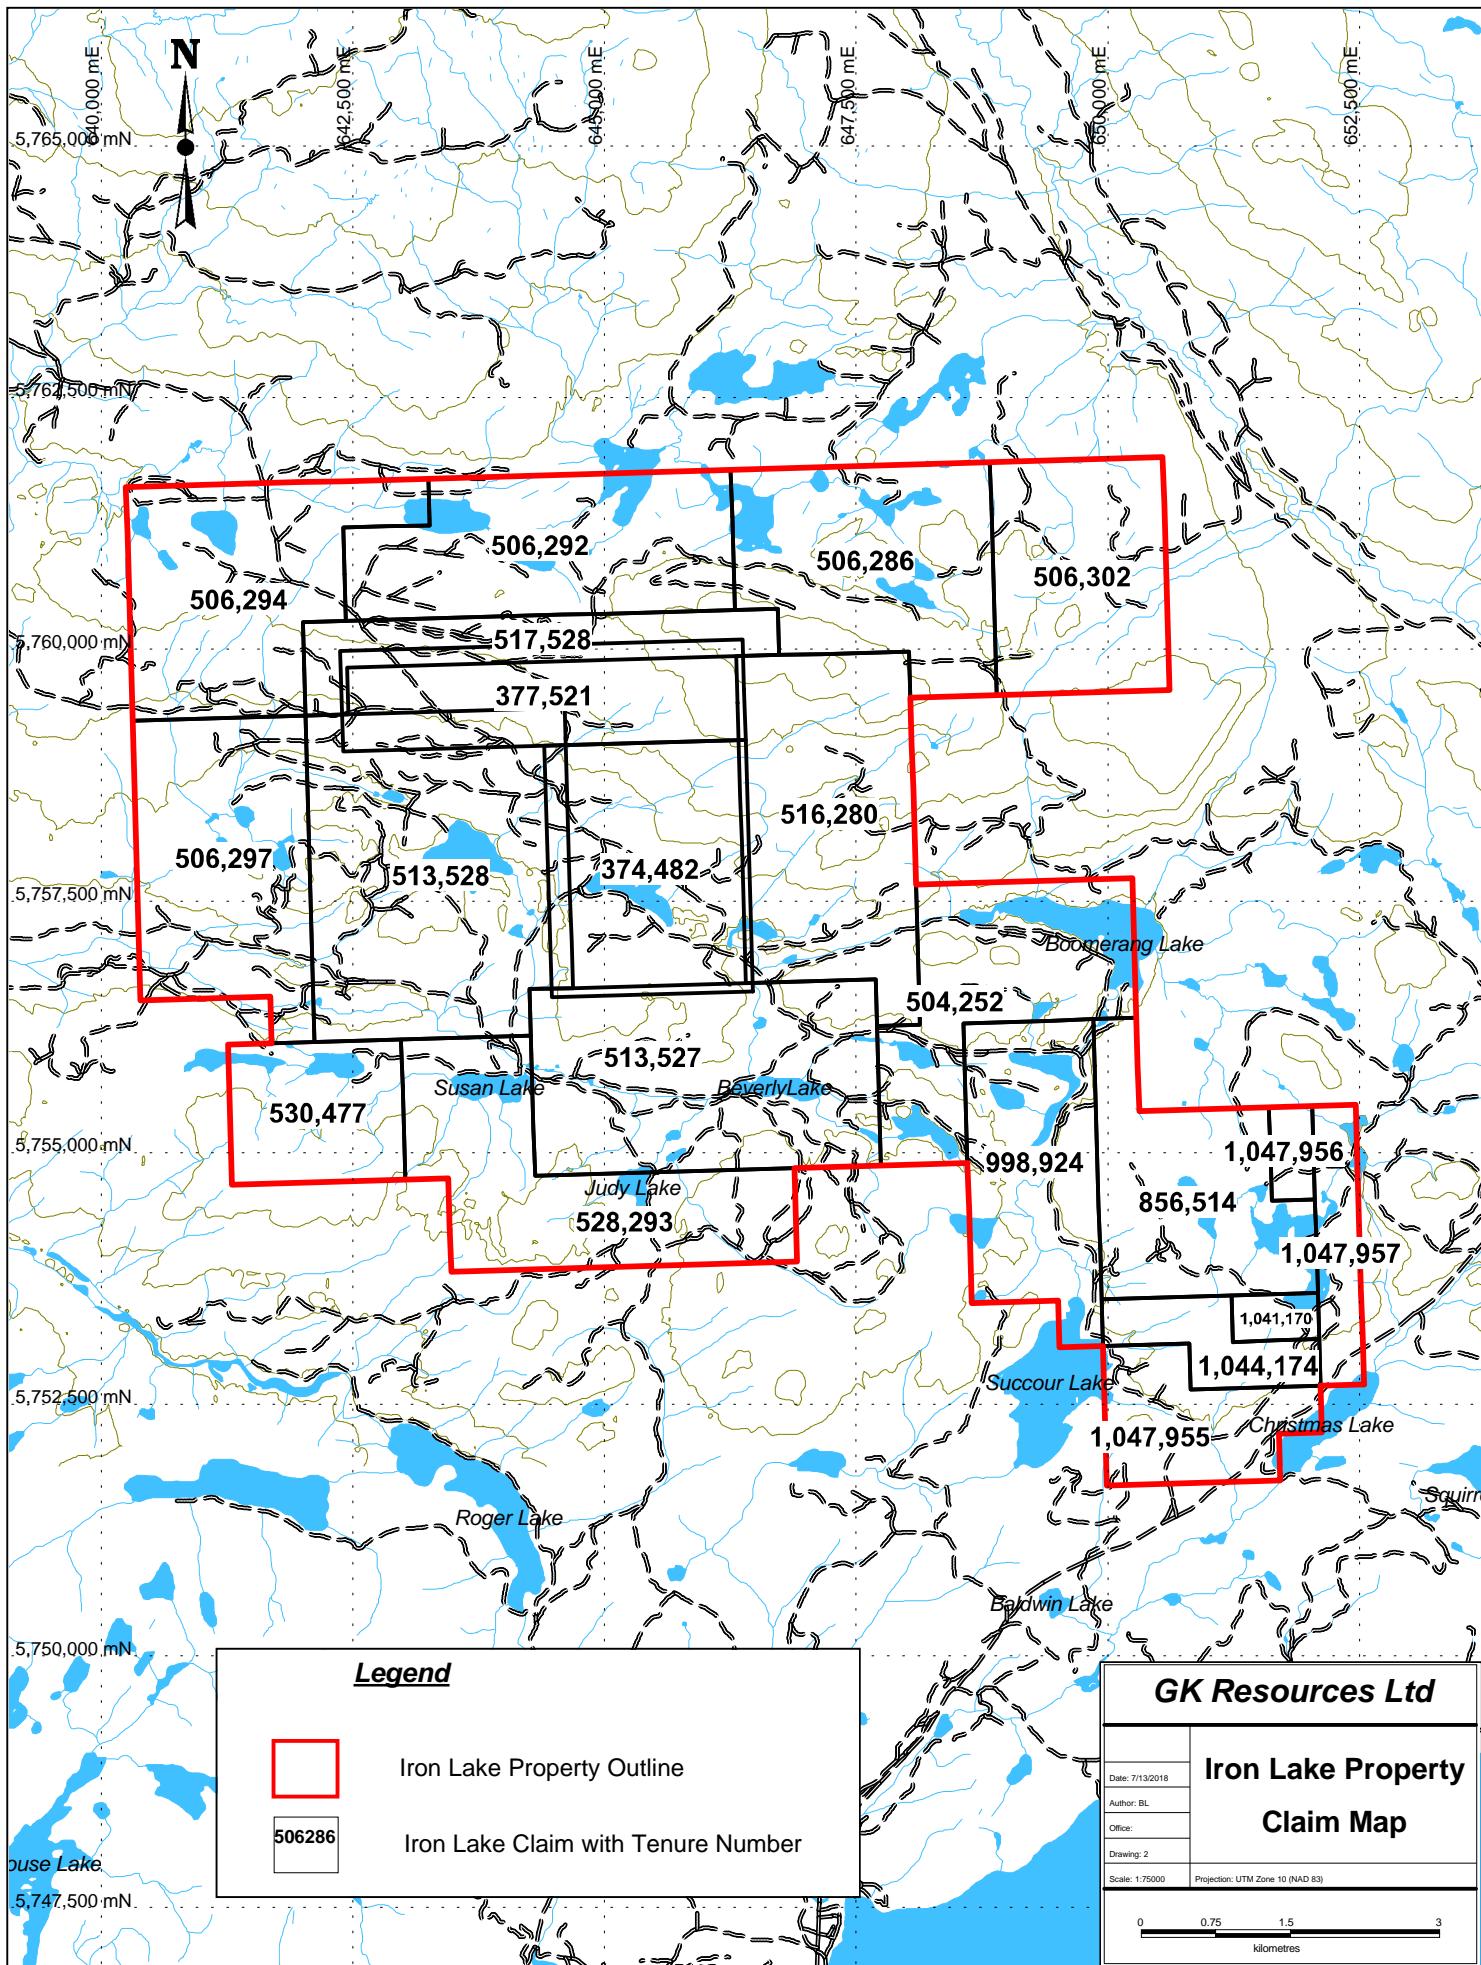 N
640,000 mE
642,500 mE
645,000 mE
647,500 mE
650,000 mE
652,500 mE
5,765,000 mN
5,762,500 mN
506,292
506,286
506,302
506,294
517,528
5,760,000 mN
377,521
516,280
506,297
513,528
374,482
5,757,500 mN
Boomerang Lake
504,252
513,527
Susan Lake
BeverlyLake
530,477
5,755,000 mN
998,924
1,047,956
Judy Lake
856,514
528,293
1,047,957
1,041,170
1,044,174
Succour Lake
5,752,500 mN
Christmas Lake
1,047,955
Squirr
Roger Lake
Baldwin Lake
5,750,000 mN
ouse Lake
5,747,500 mN
Legend
Iron Lake Property Outline
506286
Iron Lake Claim with Tenure Number
GK Resources Ltd
Iron Lake Property
Claim Map
Date: 7/13/2018
Author: BL
Office:
Drawing: 2
Scale: 1:75000
Projection: UTM Zone 10 (NAD 83)
0 0.75 1.5 3
kilometres